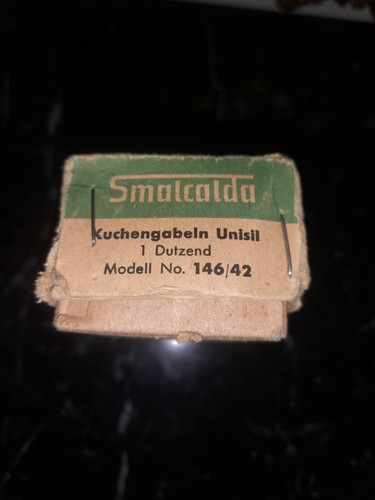 Smalcalda
Kuchengabeln Unisil
1 Dutzend
Modell No. 146/42